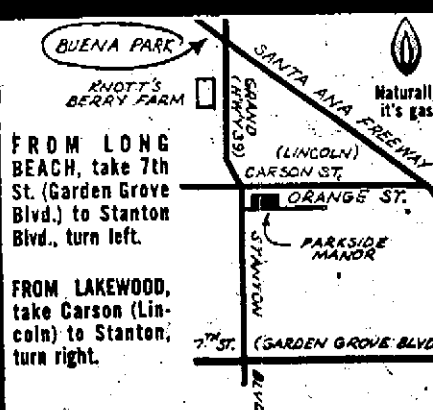 BUENA PARK
KNOTT'S
BERRY FARM
GRAND
(HWY. 39)
SANTA ANA FREEWAY
Naturally
it's gas
FROM LONG
BEACH, take 7th
St. (Garden Grove
Blvd.) to Stanton
Blvd., turn left.
(LINCOLN)
CARSON ST.
ORANGE ST.
PARKSIDE
MANOR
STANTON
BLVD
FROM LAKEWOOD,
take Carson (Lin-
coln) to Stanton,
turn right.
7TH ST.
(GARDEN GROVE BLVD